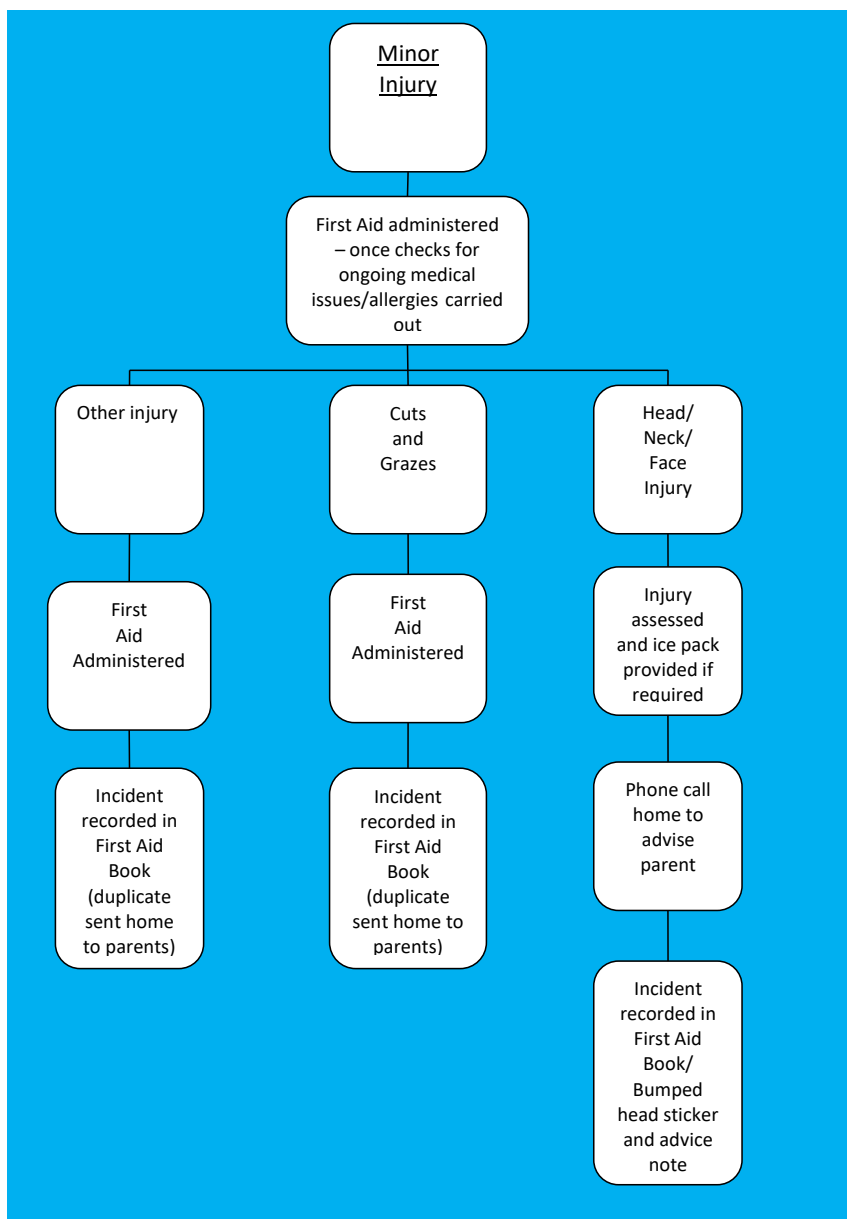 Minor
Injury
First Aid administered
– once checks for
ongoing medical
issues/allergies carried
out
Other injury
Cuts
and
Grazes
Head/
Neck/
Face
Injury
First
Aid
Administered
First
Aid
Administered
Injury
assessed
and ice pack
provided if
required
Incident
recorded in
First Aid
Book
(duplicate
sent home
to parents)
Incident
recorded in
First Aid
Book
(duplicate
sent home to
parents)
Phone call
home to
advise
parent
Incident
recorded in
First Aid
Book/
Bumped
head sticker
and advice
note